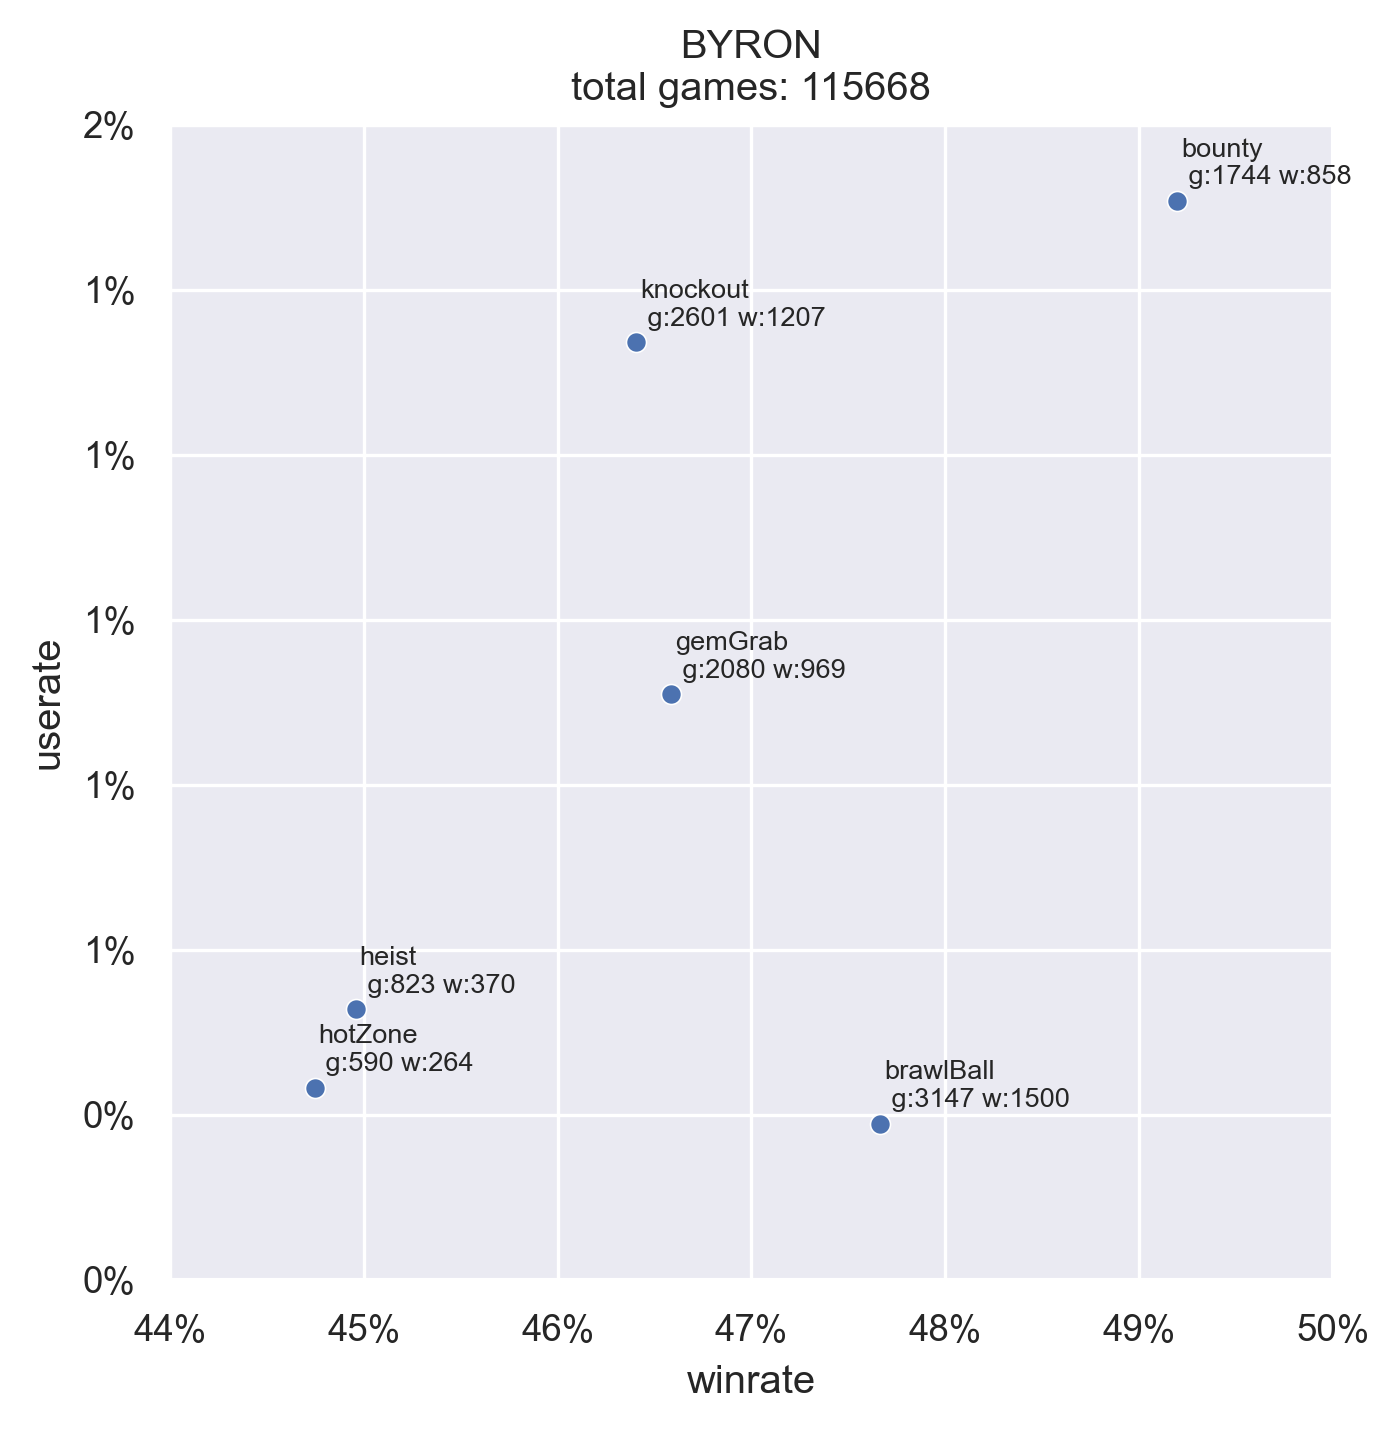 BYRON
total games: 115668
2%
bounty
g:1744 w:858
1%
knockout
g:2601 w:1207
1%
1%
gemGrab
g:2080 w:969
userate
1%
1%
heist
g:823 w:370
hotZone
g:590 w:264
brawlBall
g:3147 w:1500
0%
0%
44% 45% 46% 47% 48% 49% 50%
winrate